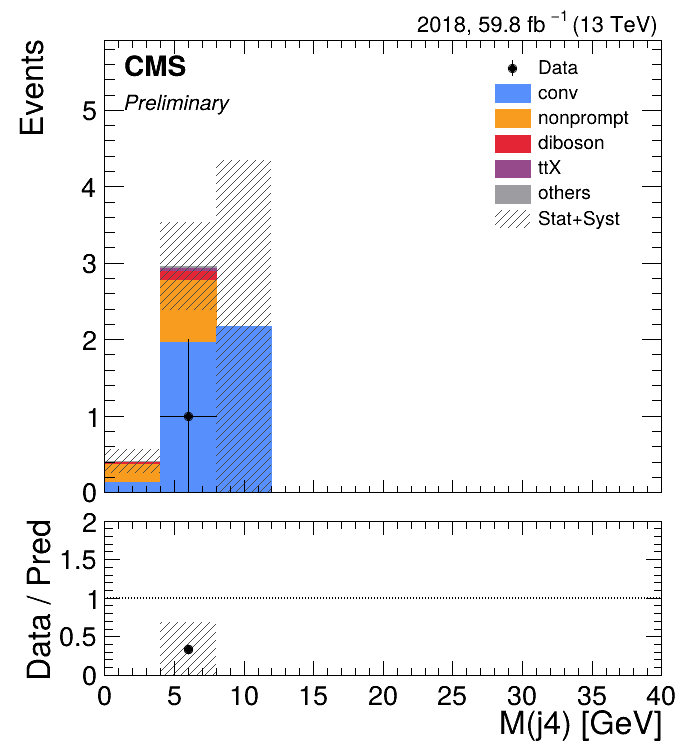 2018, 59.8 fb⁻¹ (13 TeV)
CMS
Preliminary
Events
5
4
3
2
1
0
Data
conv
nonprompt
diboson
ttX
others
Stat+Syst
Data / Pred
2
1.5
1
0.5
0
0 5 10 15 20 25 30 35 40
M(j4) [GeV]